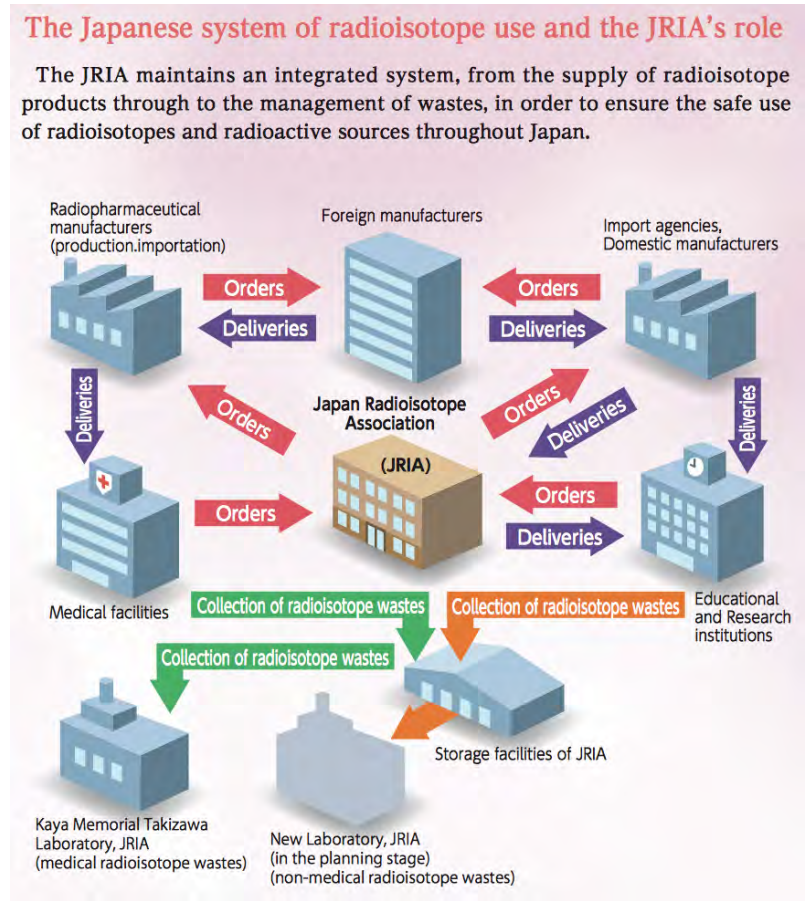 The Japanese system of radioisotope use and the JRIA's role
The JRIA maintains an integrated system, from the supply of radioisotope
products through to the management of wastes, in order to ensure the safe use
of radioisotopes and radioactive sources throughout Japan.
Radiopharmaceutical
manufacturers
(production.importation)
Foreign manufacturers
Import agencies,
Domestic manufacturers
Orders
Orders
Deliveries
Deliveries
Deliveries
Orders
Japan Radioisotope
Association
(JRIA)
Orders
Deliveries
Deliveries
Orders
Orders
Deliveries
Medical facilities
Collection of radioisotope wastes
Collection of radioisotope wastes
Educational
and Research
institutions
Collection of radioisotope wastes
Storage facilities of JRIA
Kaya Memorial Takizawa
Laboratory, JRIA
(medical radioisotope wastes)
New Laboratory, JRIA
(in the planning stage)
(non-medical radioisotope wastes)